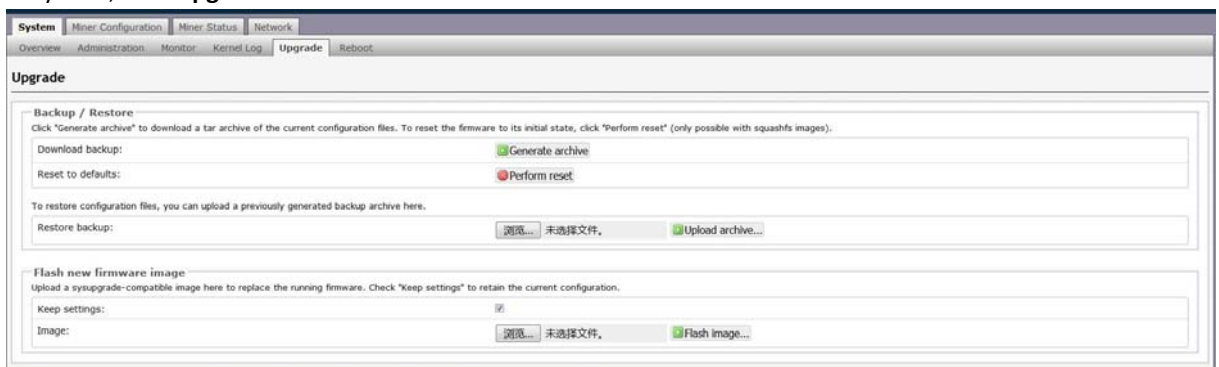 System Miner Configuration Miner Status Network
Overview Administration Monitor Kernel Log Upgrade Reboot
Upgrade
Backup / Restore
Click "Generate archive" to download a tar archive of the current configuration files. To reset the firmware to its initial state, click "Perform reset" (only possible with squashfs images).
Download backup: Generate archive
Reset to defaults: Perform reset
To restore configuration files, you can upload a previously generated backup archive here.
Restore backup: 浏览... 未选择文件。 Upload archive...
Flash new firmware image
Upload a sysupgrade-compatible image here to replace the running firmware. Check "Keep settings" to retain the current configuration.
Keep settings:
Image: 浏览... 未选择文件。 Flash image...